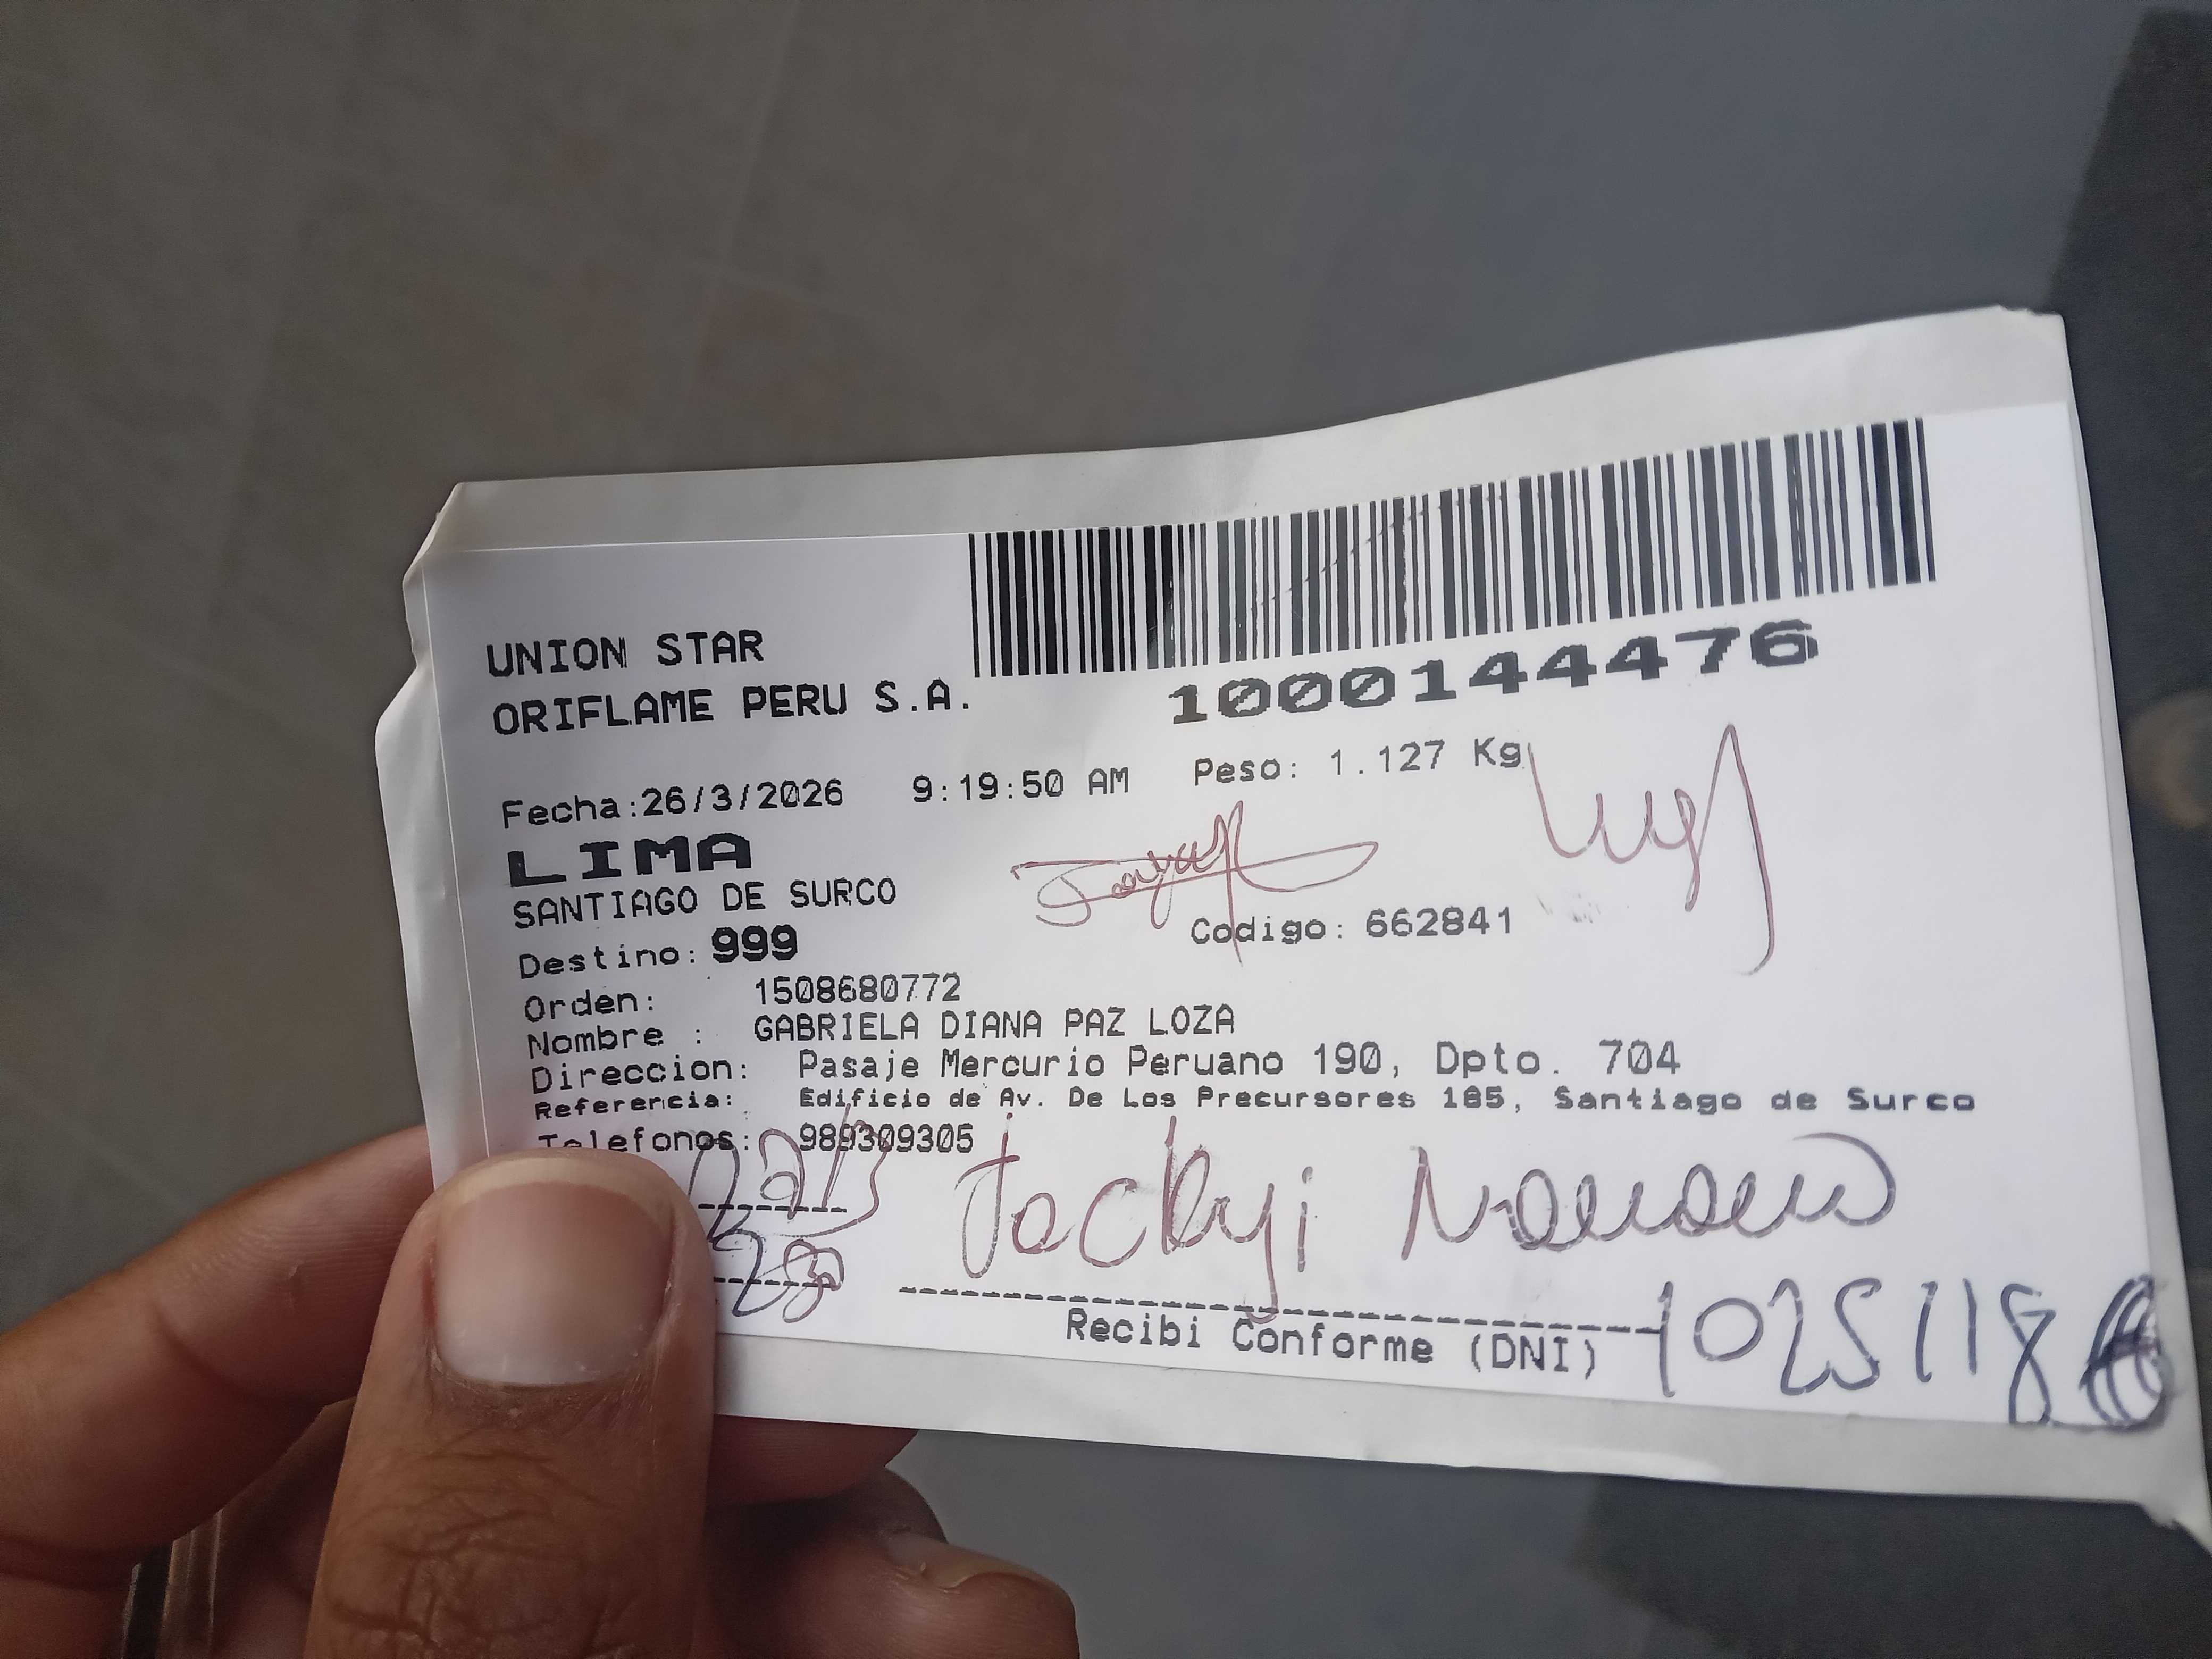 UNION STAR
ORIFLAME PERU S.A.
1000144476
Fecha:26/3/2026 9:19:50 AM Peso: 1.127 Kg
LIMA
SANTIAGO DE SURCO
Codigo: 662841
Destino: 999
Orden: 1508680772
Nombre : GABRIELA DIANA PAZ LOZA
Direccion: Pasaje Mercurio Peruano 190, Dpto. 704
Referencia: Edificio de Av. De Los Precursores 185, Santiago de Surco
Telefonos: 989309305
Jackyi
Recibi Conforme (DNI) 1025118